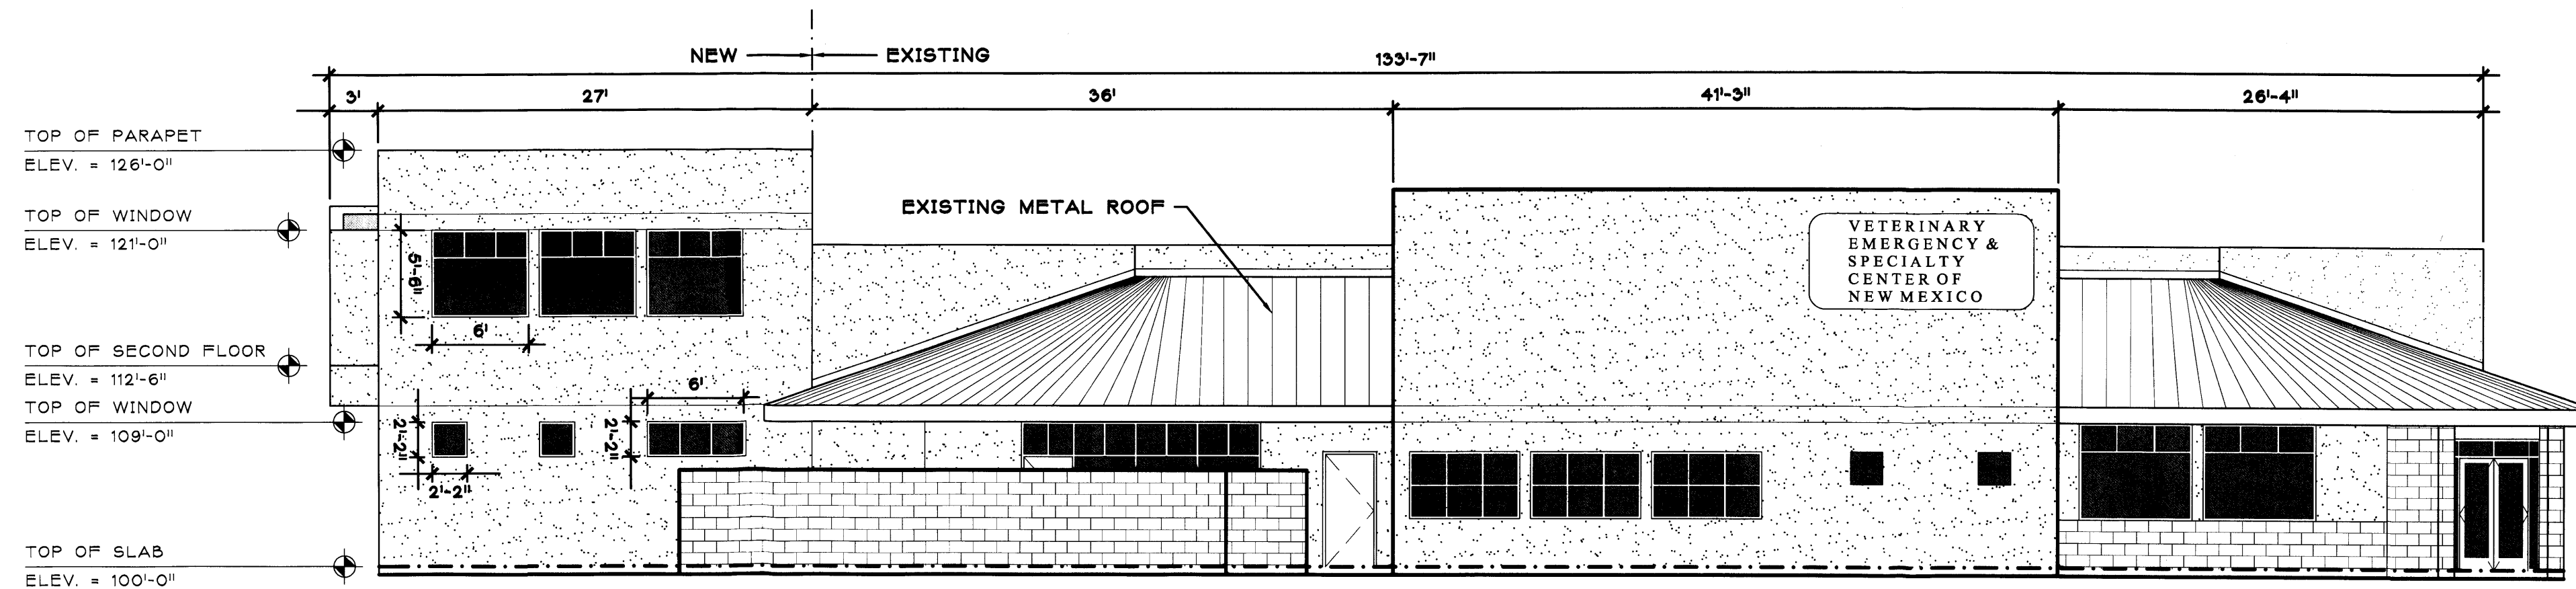 NEW
EXISTING
133'-7"
3'
27'
36'
41'-3"
26'-4"
TOP OF PARAPET
ELEV. = 126'-0"
TOP OF WINDOW
ELEV. = 121'-0"
EXISTING METAL ROOF
VETERINARY
EMERGENCY &
SPECIALTY
CENTER OF
NEW MEXICO
5'-6"
6'
TOP OF SECOND FLOOR
ELEV. = 112'-6"
6'
TOP OF WINDOW
ELEV. = 109'-0"
2'-2"
2'-2"
2'-2"
TOP OF SLAB
ELEV. = 100'-0"